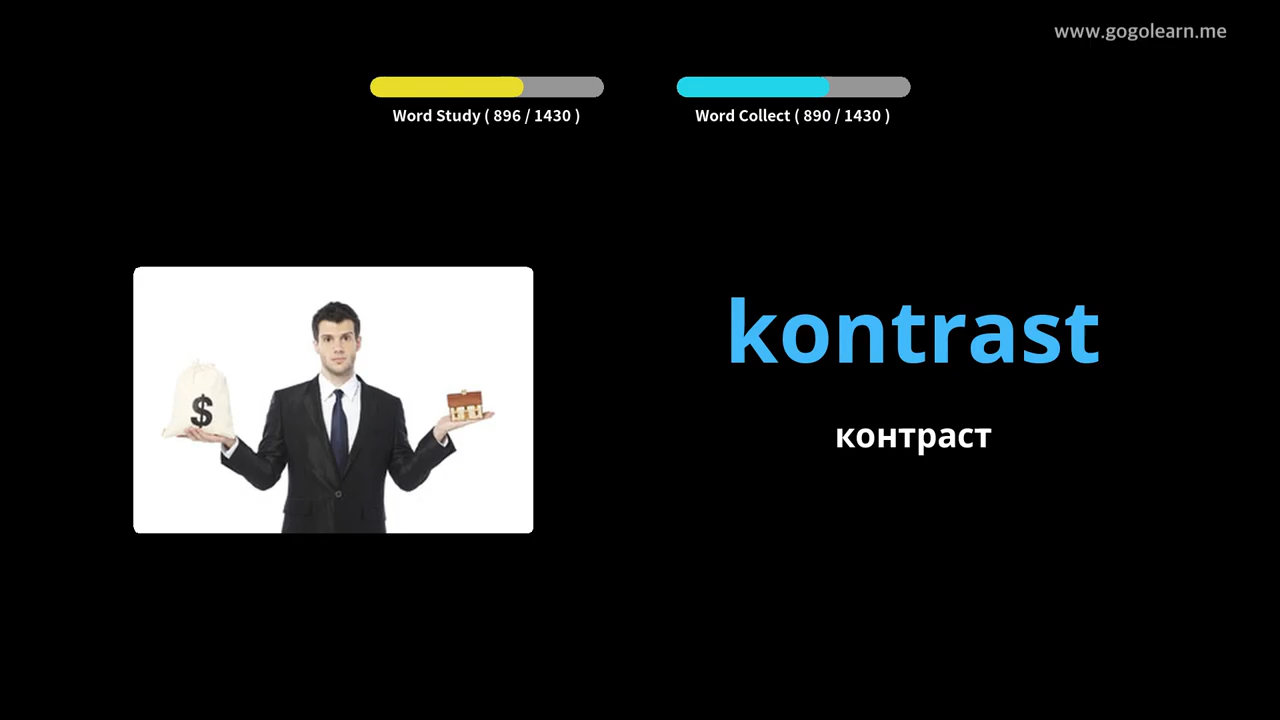 www.gogolearn.me
Word Study ( 896 / 1430 )
Word Collect ( 890 / 1430 )
$
kontrast
контраст